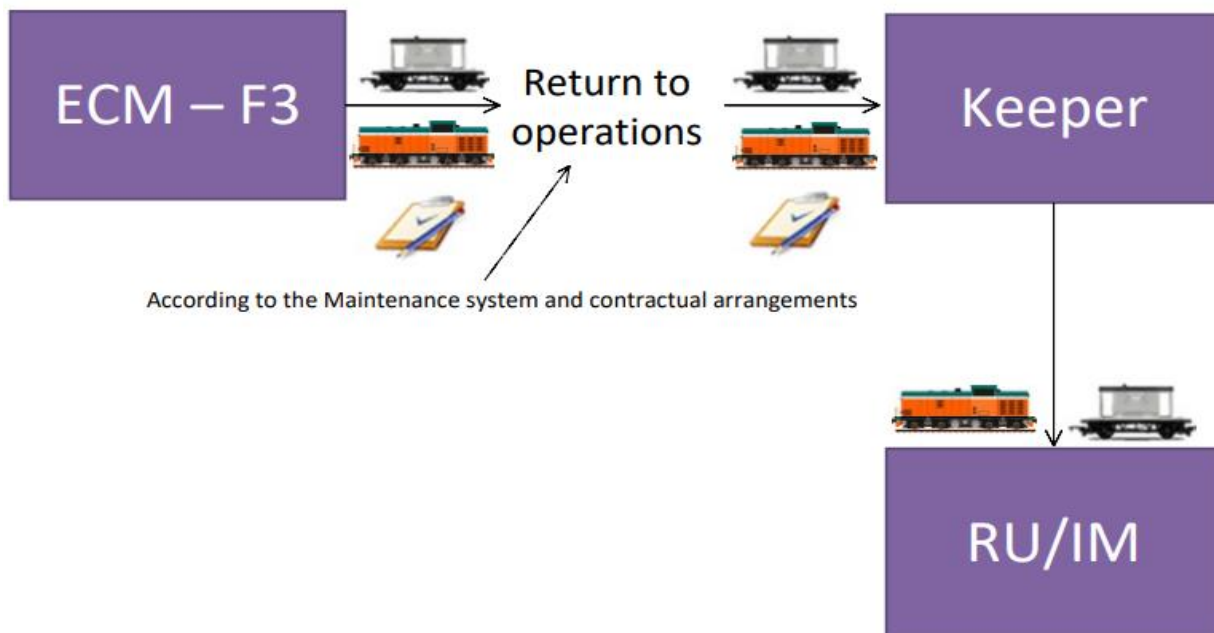 ECM – F3
Return to
operations
Keeper
According to the Maintenance system and contractual arrangements
RU/IM